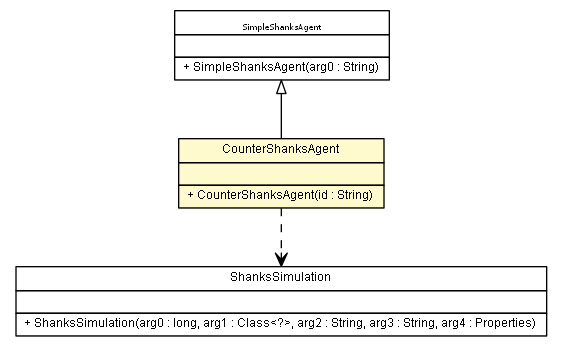 SimpleShanksAgent
+ SimpleShanksAgent(arg0 : String)
CounterShanksAgent
+ CounterShanksAgent(id : String)
ShanksSimulation
+ ShanksSimulation(arg0 : long, arg1 : Class<?>, arg2 : String, arg3 : String, arg4 : Properties)